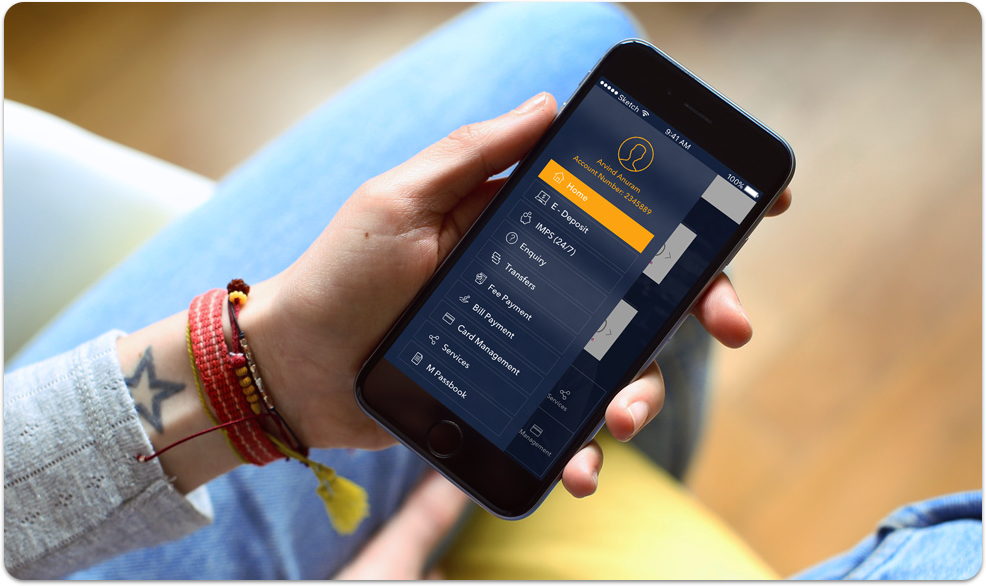 Sketch
9:41 AM
100%
Arvind Anuram
Account Number: 2345889
Home
E - Deposit
IMPS (24/7)
Enquiry
Transfers
Fee Payment
Bill Payment
Card Management
Services
M Passbook
Services
Management